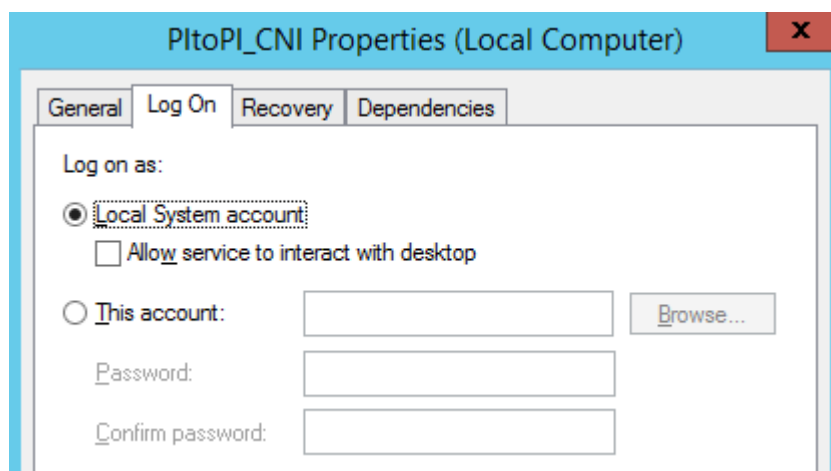 PItoPI_CNI Properties (Local Computer)
x
General Log On Recovery Dependencies
Log on as:
Local System account
Allow service to interact with desktop
This account: Browse...
Password:
Confirm password: